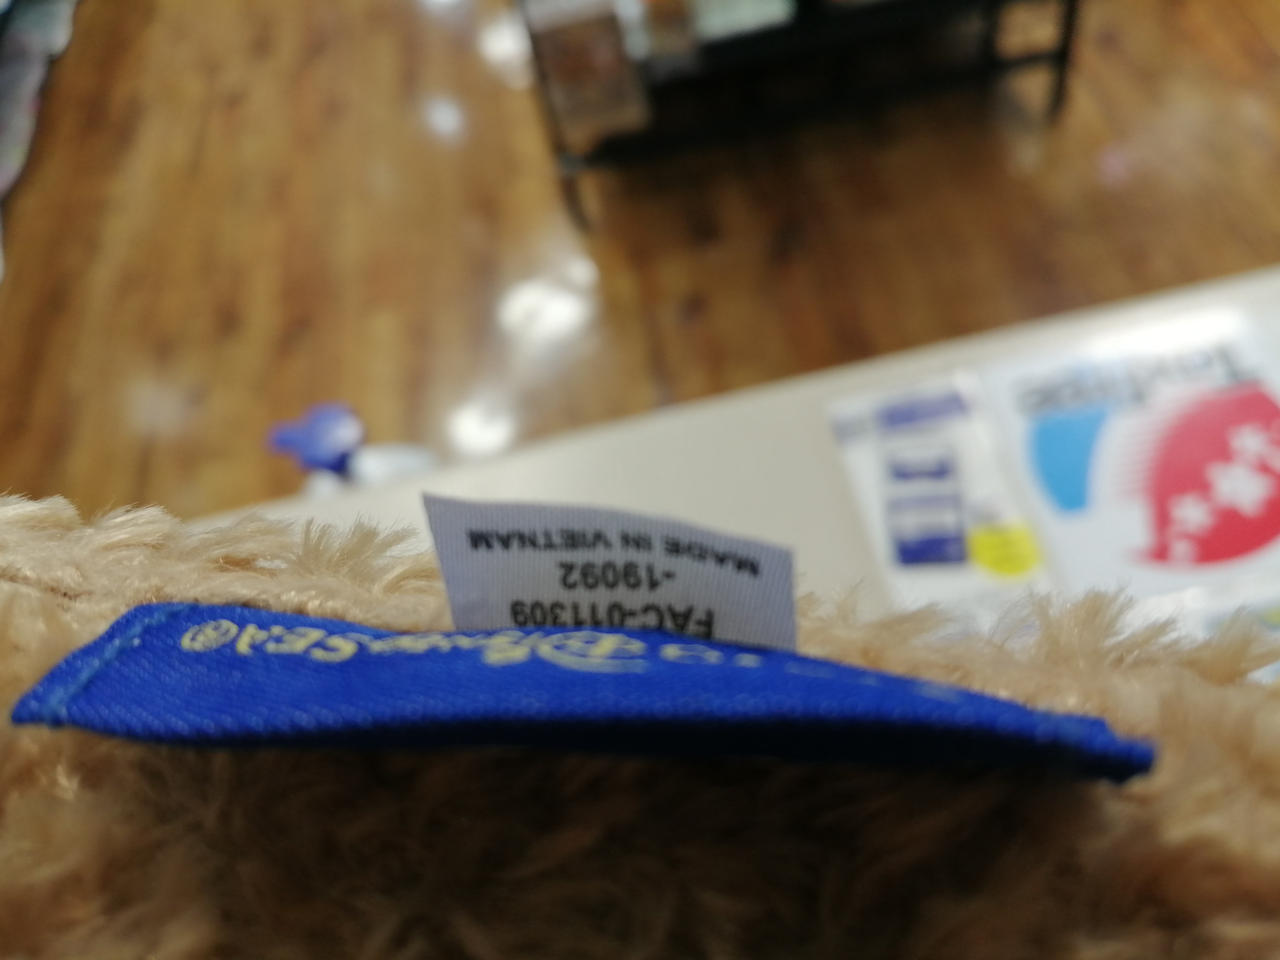 FAC-011309
-19092
MADE IN VIETNAM
DisneySEA®